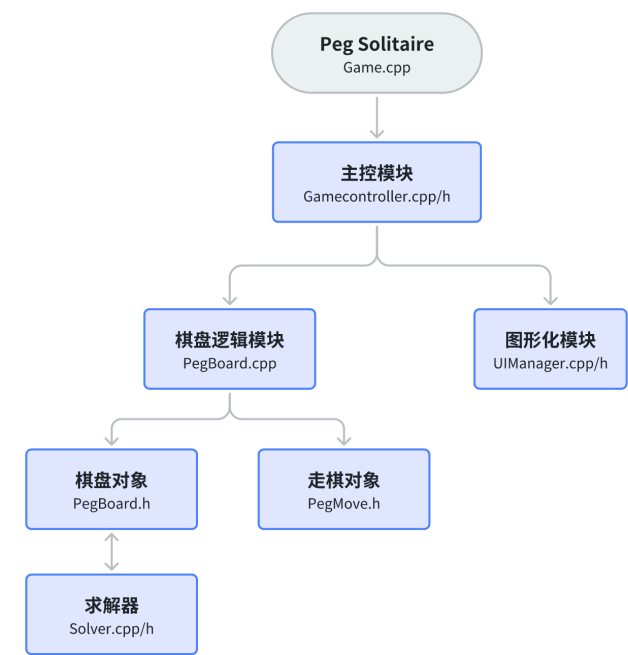 Peg Solitaire
Game.cpp
主控模块
Gamecontroller.cpp/h
棋盘逻辑模块
PegBoard.cpp
图形化模块
UIManager.cpp/h
棋盘对象
PegBoard.h
走棋对象
PegMove.h
求解器
Solver.cpp/h